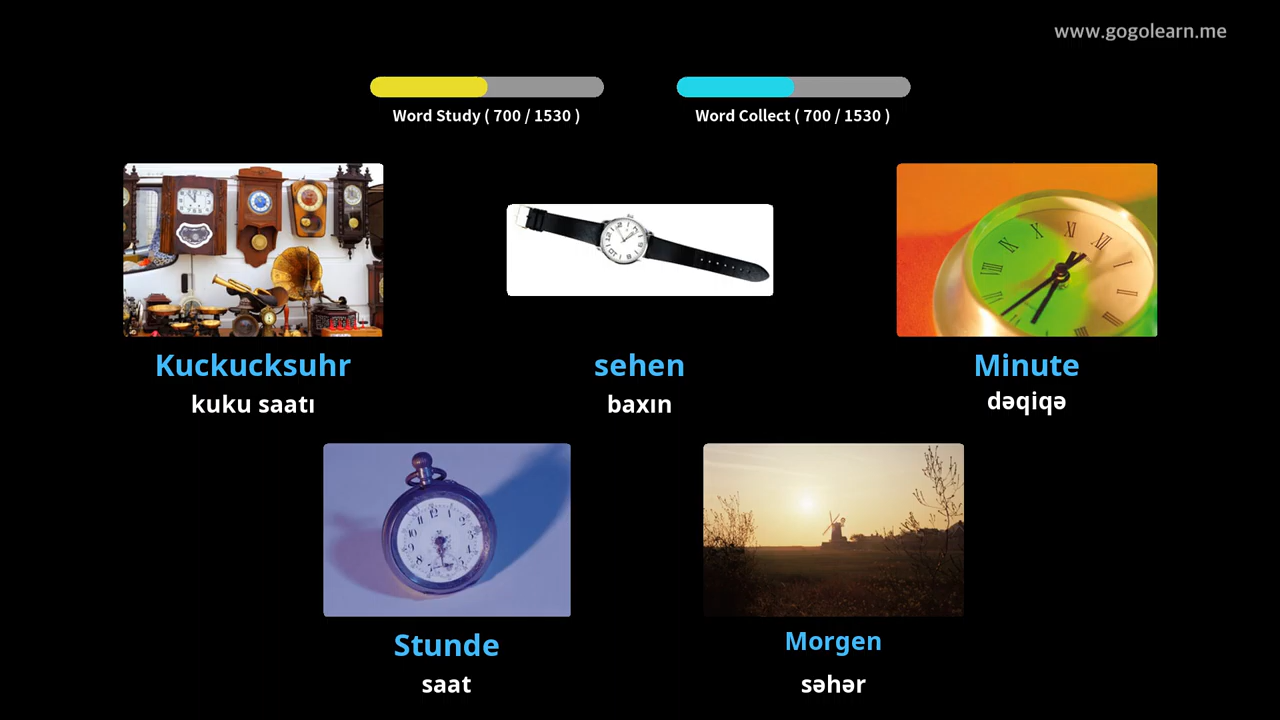 www.gogolearn.me
Word Study ( 700 / 1530 )
Word Collect ( 700 / 1530 )
Kuckucksuhr
kuku saatı
sehen
baxın
Minute
dəqiqə
Stunde
saat
Morgen
səhər